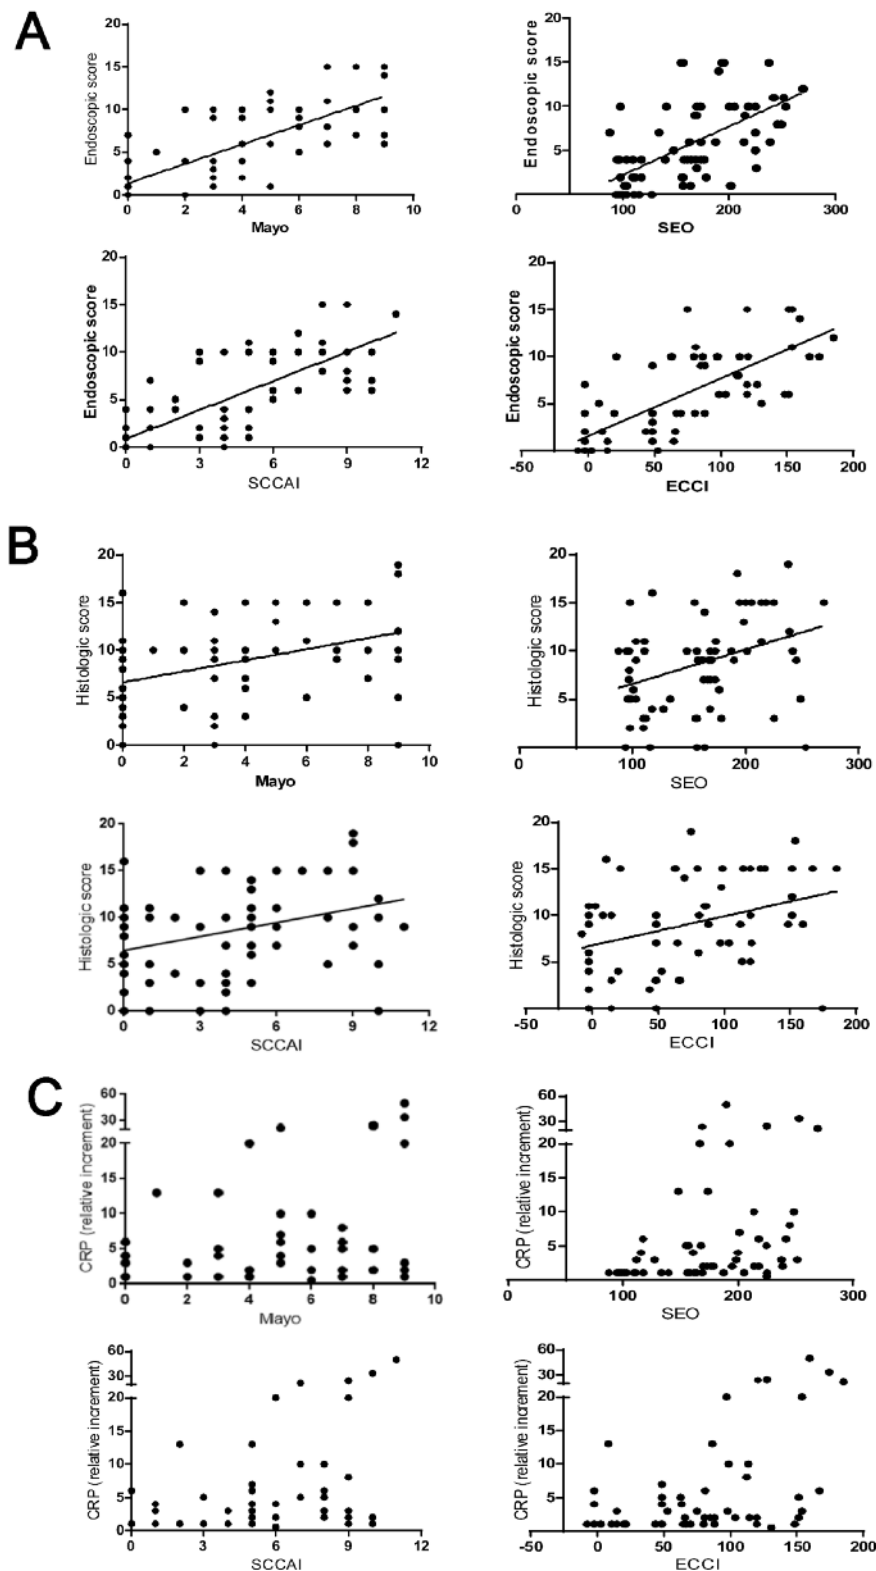 A
Endoscopic score
20
15
10
5
0
0 2 4 6 8 10
Mayo
Endoscopic score
20
15
10
5
0 100 200 300
SEO
Endoscopic score
20
15
10
5
0
0 3 6 9 12
SCCAI
Endoscopic score
20
15
10
5
-50 0 50 100 150 200
ECCI
B
Histologic score
20
15
10
5
0
0 2 4 6 8 10
Mayo
Histologic score
20
15
10
5
0 100 200 300
SEO
Histologic score
20
15
10
5
0
0 3 6 9 12
SCCAI
Histologic score
20
15
10
5
-50 0 50 100 150 200
ECCI
C
CRP (relative increment)
60
30
20
15
10
5
0
0 2 4 6 8 10
Mayo
CRP (relative increment)
60
30
20
15
10
5
0 100 200 300
SEO
CRP (relative increment)
60
30
20
15
10
5
0
0 3 6 9 12
SCCAI
CRP (relative increment)
60
30
20
15
10
5
-50 0 50 100 150 200
ECCI